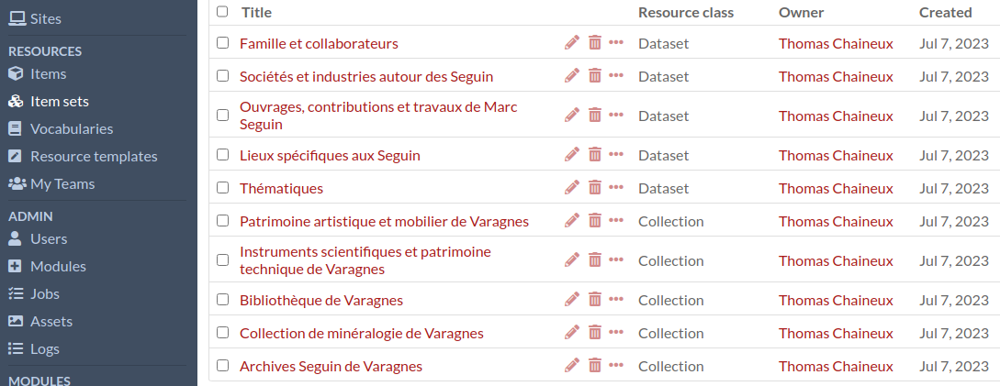 Sites
RESOURCES
Items
Item sets
Vocabularies
Resource templates
My Teams
ADMIN
Users
Modules
Jobs
Assets
Logs
MODULES
Title Resource class Owner Created
Famille et collaborateurs Dataset Thomas Chaineux Jul 7, 2023
Sociétés et industries autour des Seguin Dataset Thomas Chaineux Jul 7, 2023
Ouvrages, contributions et travaux de Marc
Seguin Dataset Thomas Chaineux Jul 7, 2023
Lieux spécifiques aux Seguin Dataset Thomas Chaineux Jul 7, 2023
Thématiques Dataset Thomas Chaineux Jul 7, 2023
Patrimoine artistique et mobilier de Varagnes Collection Thomas Chaineux Jul 7, 2023
Instruments scientifiques et patrimoine
technique de Varagnes Collection Thomas Chaineux Jul 7, 2023
Bibliothèque de Varagnes Collection Thomas Chaineux Jul 7, 2023
Collection de minéralogie de Varagnes Collection Thomas Chaineux Jul 7, 2023
Archives Seguin de Varagnes Collection Thomas Chaineux Jul 7, 2023